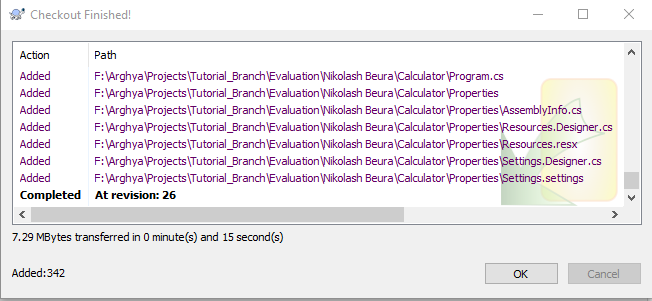 Checkout Finished!
Action Path
Added F:\Arghya\Projects\Tutorial_Branch\Evaluation\Nikolash Beura\Calculator\Program.cs
Added F:\Arghya\Projects\Tutorial_Branch\Evaluation\Nikolash Beura\Calculator\Properties
Added F:\Arghya\Projects\Tutorial_Branch\Evaluation\Nikolash Beura\Calculator\Properties\AssemblyInfo.cs
Added F:\Arghya\Projects\Tutorial_Branch\Evaluation\Nikolash Beura\Calculator\Properties\Resources.Designer.cs
Added F:\Arghya\Projects\Tutorial_Branch\Evaluation\Nikolash Beura\Calculator\Properties\Resources.resx
Added F:\Arghya\Projects\Tutorial_Branch\Evaluation\Nikolash Beura\Calculator\Properties\Settings.Designer.cs
Added F:\Arghya\Projects\Tutorial_Branch\Evaluation\Nikolash Beura\Calculator\Properties\Settings.settings
Completed At revision: 26
7.29 MBytes transferred in 0 minute(s) and 15 second(s)
Added:342
OK Cancel